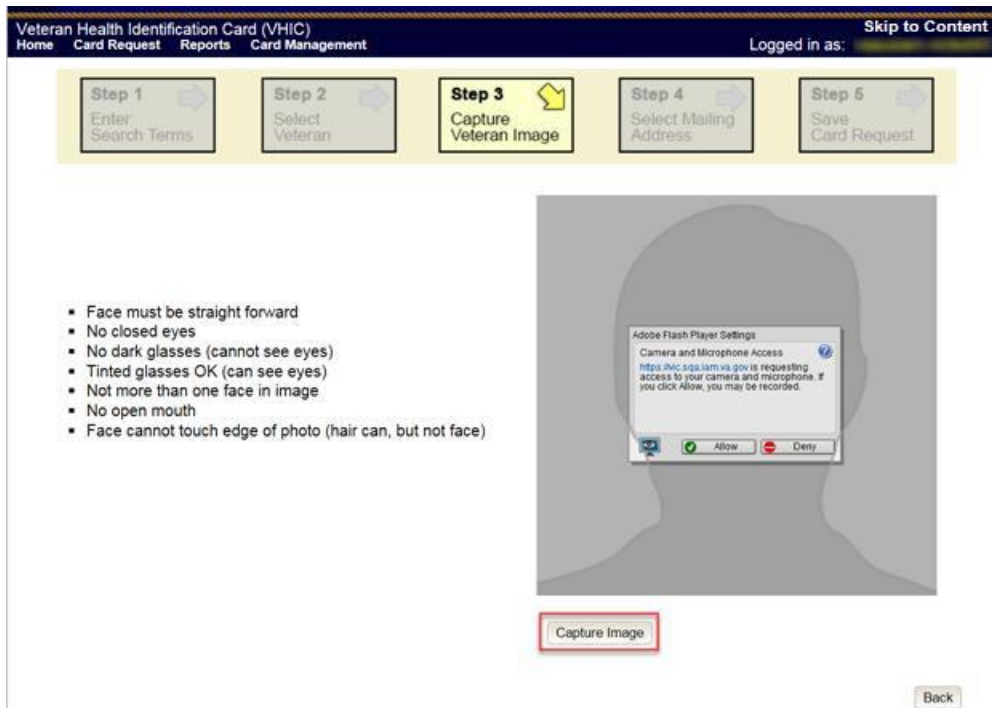 Veteran Health Identification Card (VHIC)
Skip to Content
Home Card Request Reports Card Management
Logged in as:
Step 1
Enter
Search Terms
Step 2
Select
Veteran
Step 3
Capture
Veteran Image
Step 4
Select Mailing
Address
Step 5
Save
Card Request
▪ Face must be straight forward
▪ No closed eyes
▪ No dark glasses (cannot see eyes)
▪ Tinted glasses OK (can see eyes)
▪ Not more than one face in image
▪ No open mouth
▪ Face cannot touch edge of photo (hair can, but not face)
Adobe Flash Player Settings
Camera and Microphone Access
https://vic.sqa.iam.va.gov is requesting
access to your camera and microphone. If
you click Allow, you may be recorded.
Allow
Deny
Capture Image
Back